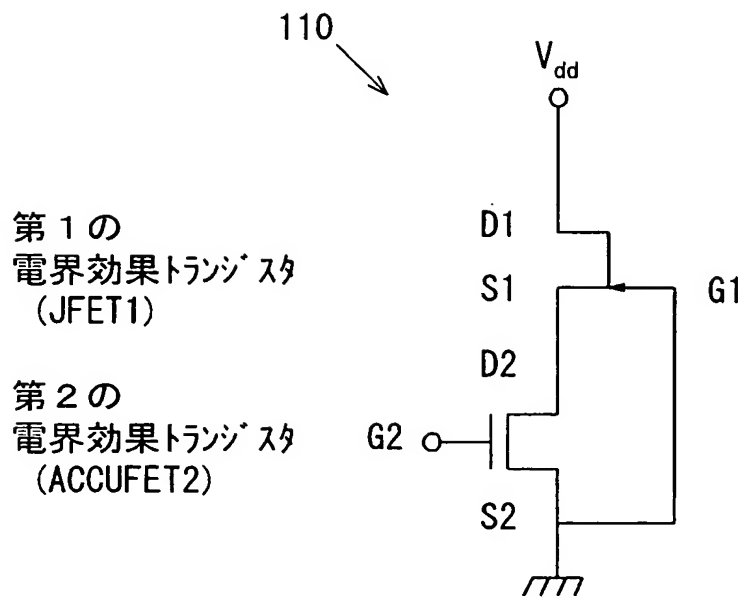 110
V_dd
D1
第１の
電界効果ﾄﾗﾝｼﾞｽﾀ
(JFET1)
S1
G1
D2
第２の
電界効果ﾄﾗﾝｼﾞｽﾀ
(ACCUFET2)
G2
S2